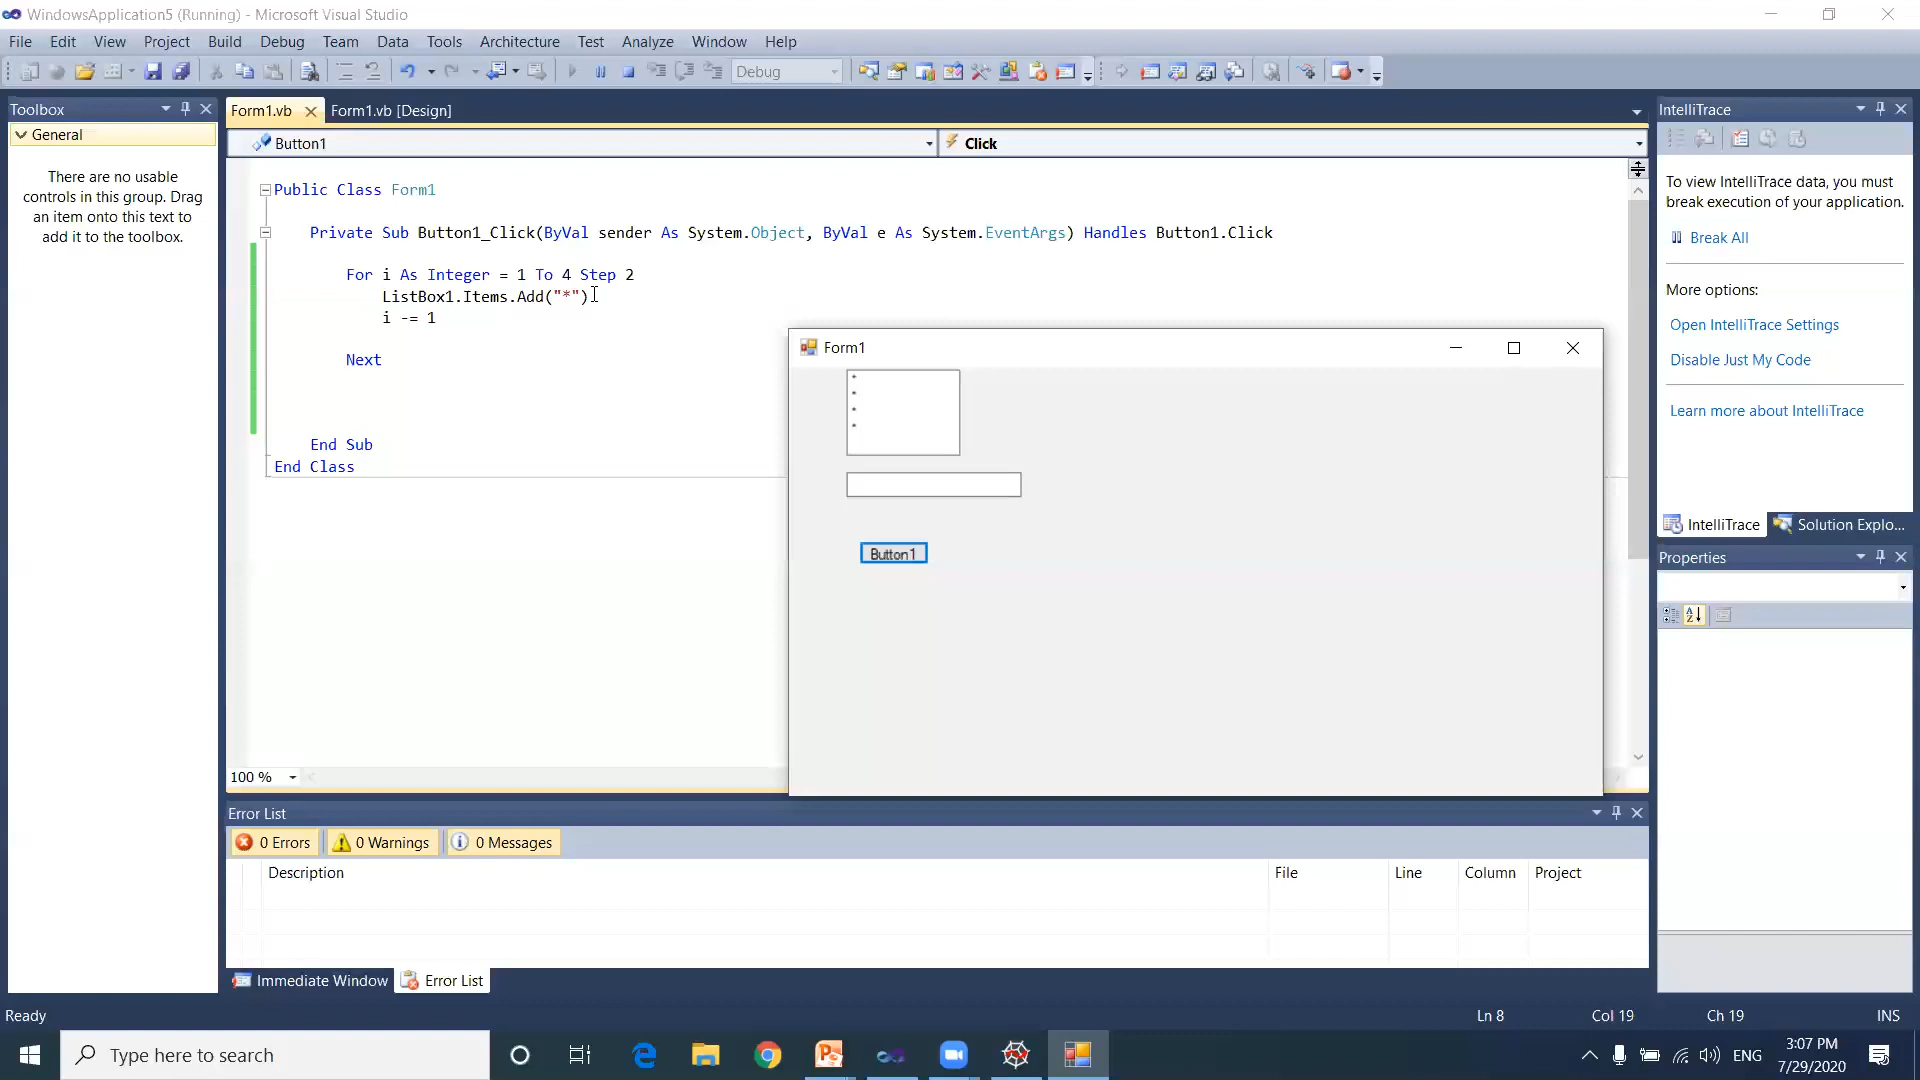 WindowsApplication5 (Running) - Microsoft Visual Studio
File Edit View Project Build Debug Team Data Tools Architecture Test Analyze Window Help
Debug
Toolbox
General
There are no usable
controls in this group. Drag
an item onto this text to
add it to the toolbox.
Form1.vb Form1.vb [Design]
Button1 Click
Public Class Form1
Private Sub Button1_Click(ByVal sender As System.Object, ByVal e As System.EventArgs) Handles Button1.Click
For i As Integer = 1 To 4 Step 2
ListBox1.Items.Add("*")
i -= 1
Next
End Sub
End Class
100 %
Form1
*
*
*
*
Button1
IntelliTrace
To view IntelliTrace data, you must
break execution of your application.
Break All
More options:
Open IntelliTrace Settings
Disable Just My Code
Learn more about IntelliTrace
IntelliTrace Solution Explo...
Properties
Error List
0 Errors 0 Warnings 0 Messages
Description File Line Column Project
Immediate Window Error List
Ready Ln 8 Col 19 Ch 19 INS
Type here to search
ENG
3:07 PM
7/29/2020